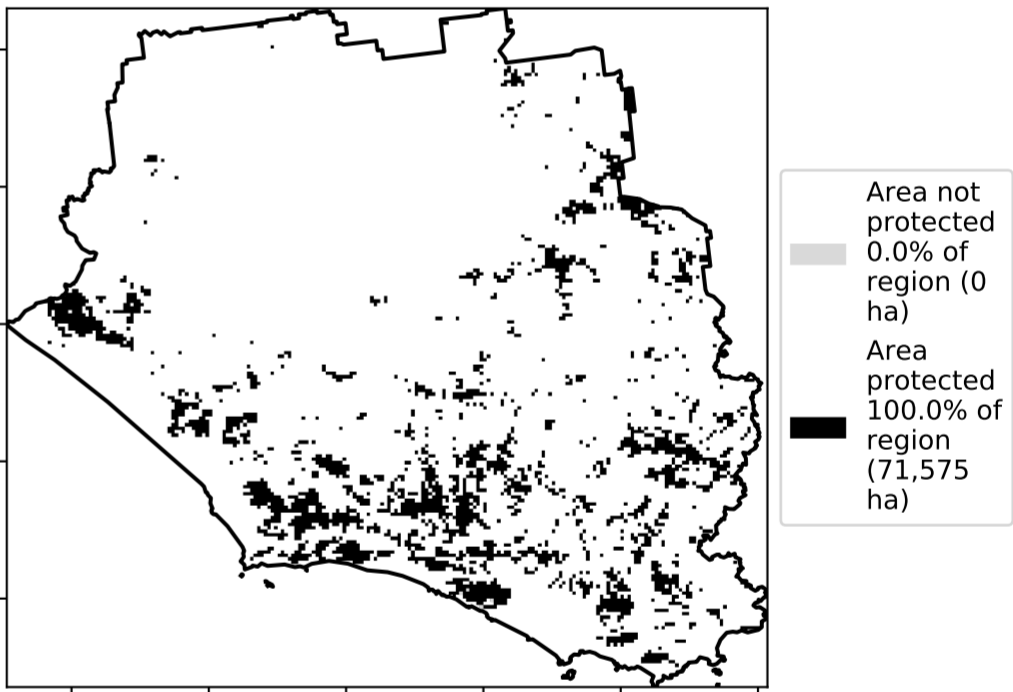 Area not
protected
0.0% of
region (0
ha)
Area
protected
100.0% of
region
(71,575
ha)